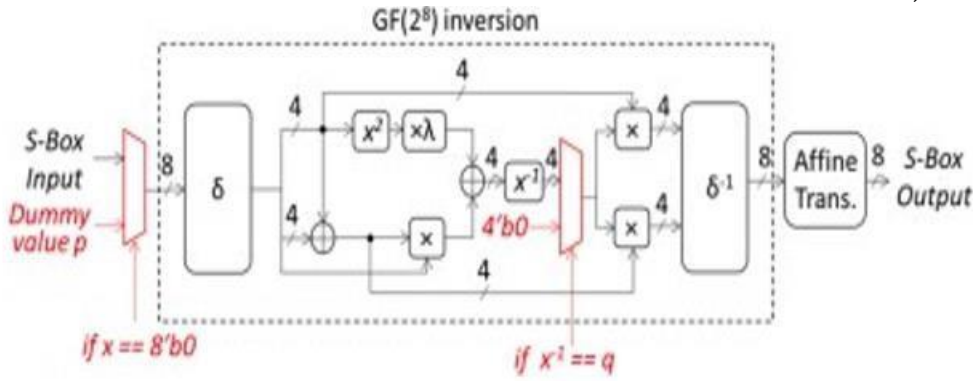 GF(2⁸) inversion
4
4
x²
×λ
4
4
4
S-Box
Input
8
δ
x⁻¹
×
8
Affine
Trans.
8
S-Box
Output
δ⁻¹
Dummy
value p
4
×
4'b0
×
4
4
if x == 8'b0
if x⁻¹ == q